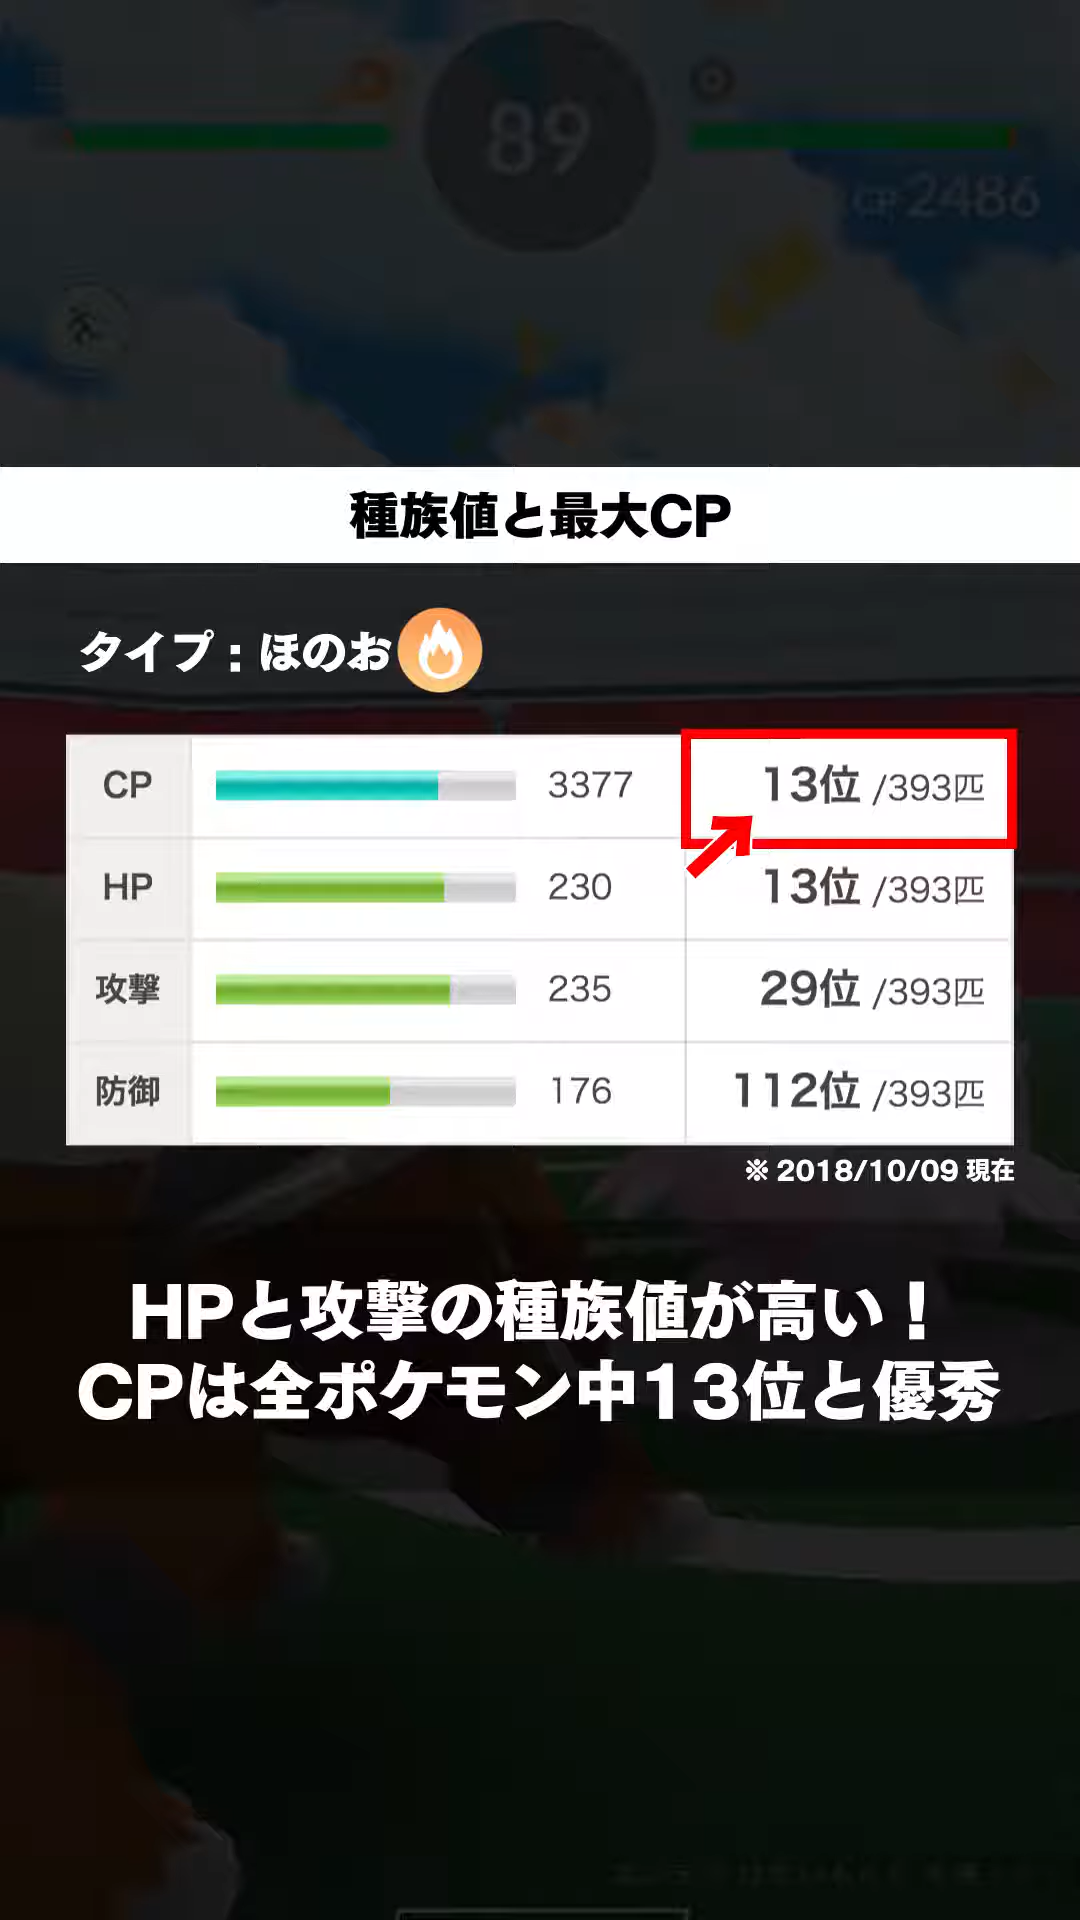 89
CP2486
種族値と最大CP
タイプ：ほのお
CP 3377 13位 /393匹
HP 230 13位 /393匹
攻撃 235 29位 /393匹
防御 176 112位 /393匹
※ 2018/10/09 現在
HPと攻撃の種族値が高い！
CPは全ポケモン中13位と優秀